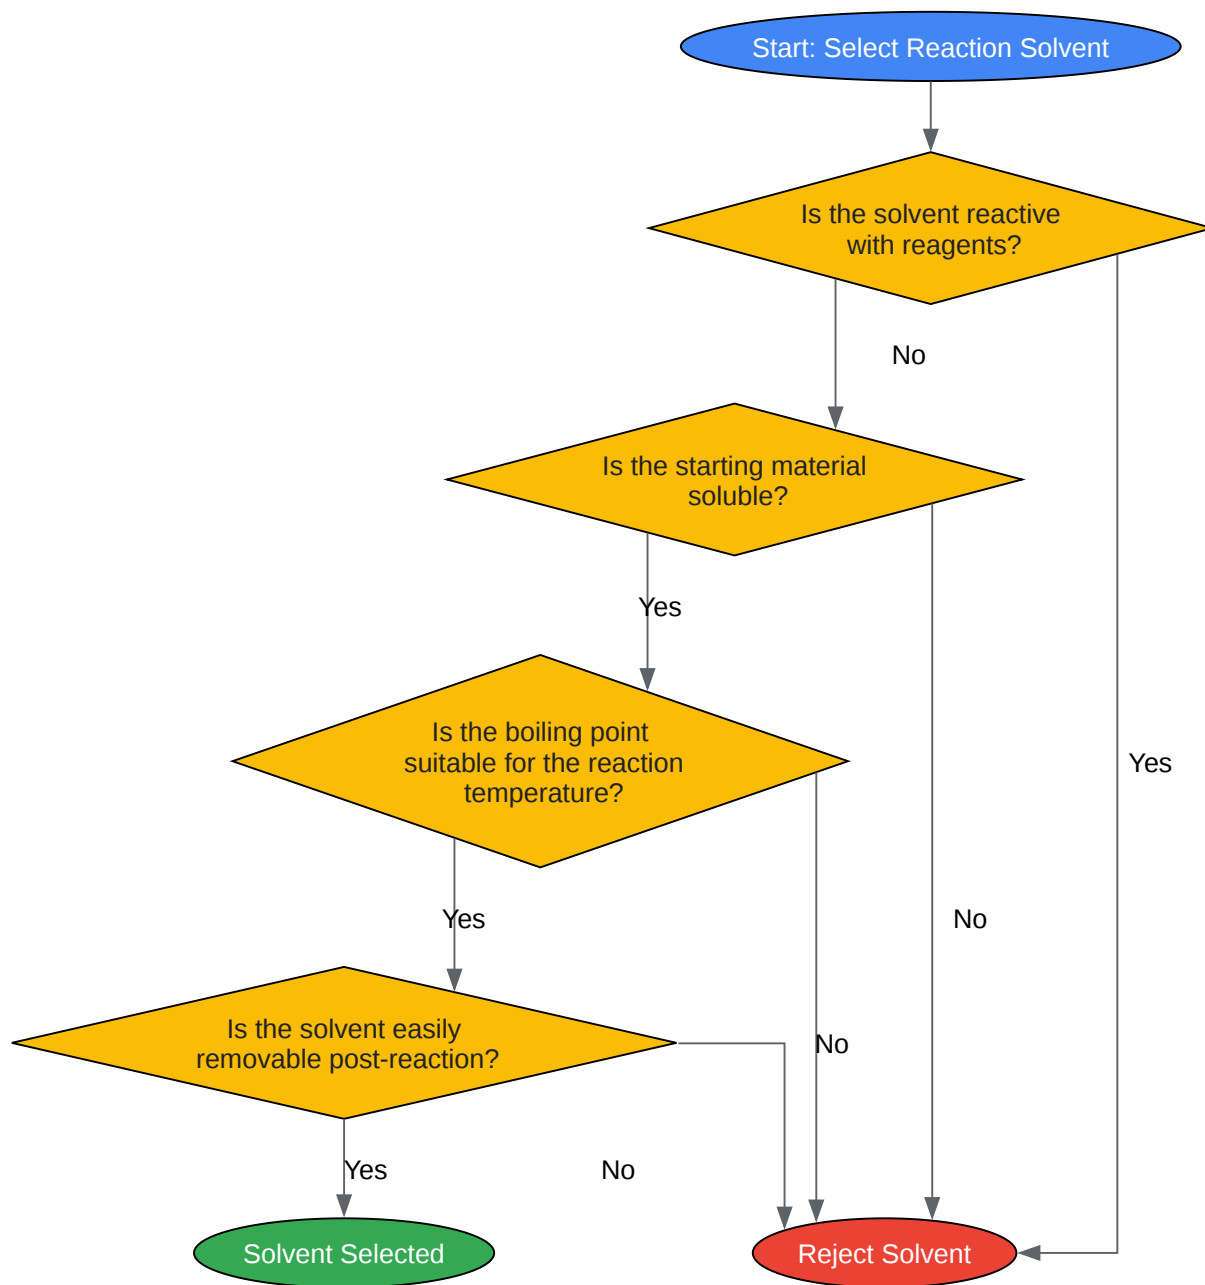 Start: Select Reaction Solvent
Is the solvent reactive
with reagents?
No
Is the starting material
soluble?
Yes
Is the boiling point
suitable for the reaction
temperature?
Yes
Yes
No
Is the solvent easily
removable post-reaction?
No
Yes
No
Solvent Selected
Reject Solvent